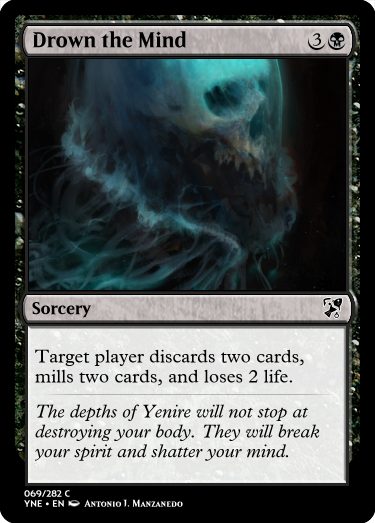 Drown the Mind 3
Sorcery
Target player discards two cards,
mills two cards, and loses 2 life.
The depths of Yenire will not stop at
destroying your body. They will break
your spirit and shatter your mind.
069/282 C
YNE • EN Antonio J. Manzanedo